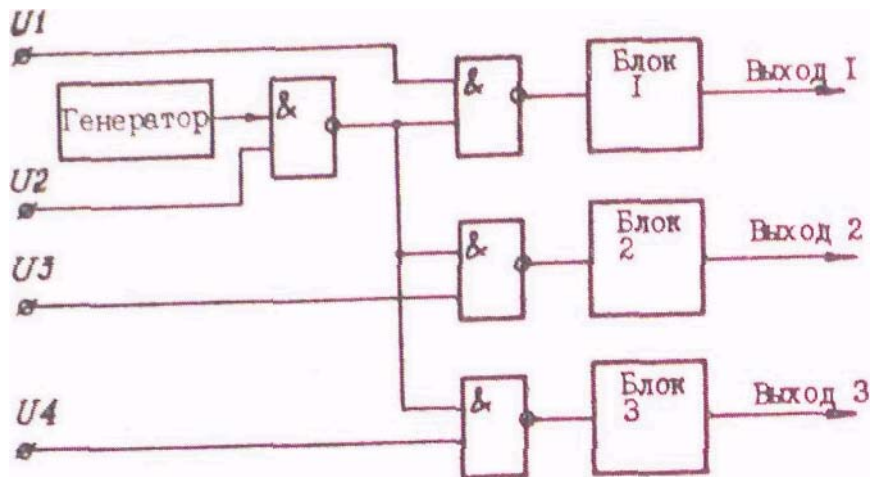 U1
&
Генератор
U2
&
Блок
I
Выход I
U3
&
Блок
2
Выход 2
U4
&
Блок
3
Выход 3